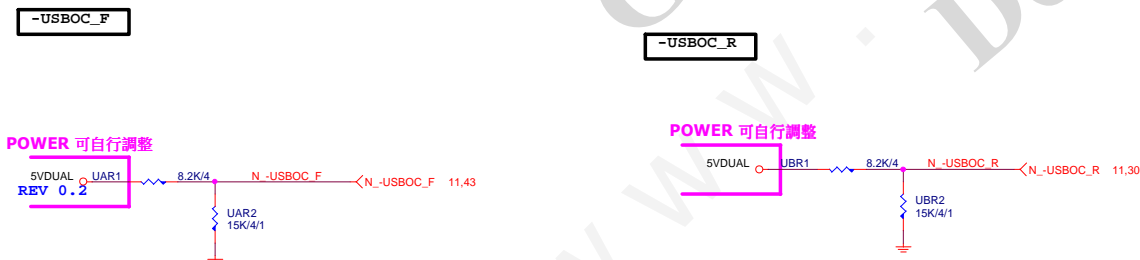 -USBOC_F
-USBOC_R
POWER 可自行調整
5VDUAL UAR1 8.2K/4 N_-USBOC_F N_-USBOC_F 11,43
REV 0.2
UAR2
15K/4/1
POWER 可自行調整
5VDUAL UBR1 8.2K/4 N_-USBOC_R N_-USBOC_R 11,30
UBR2
15K/4/1
w w w .